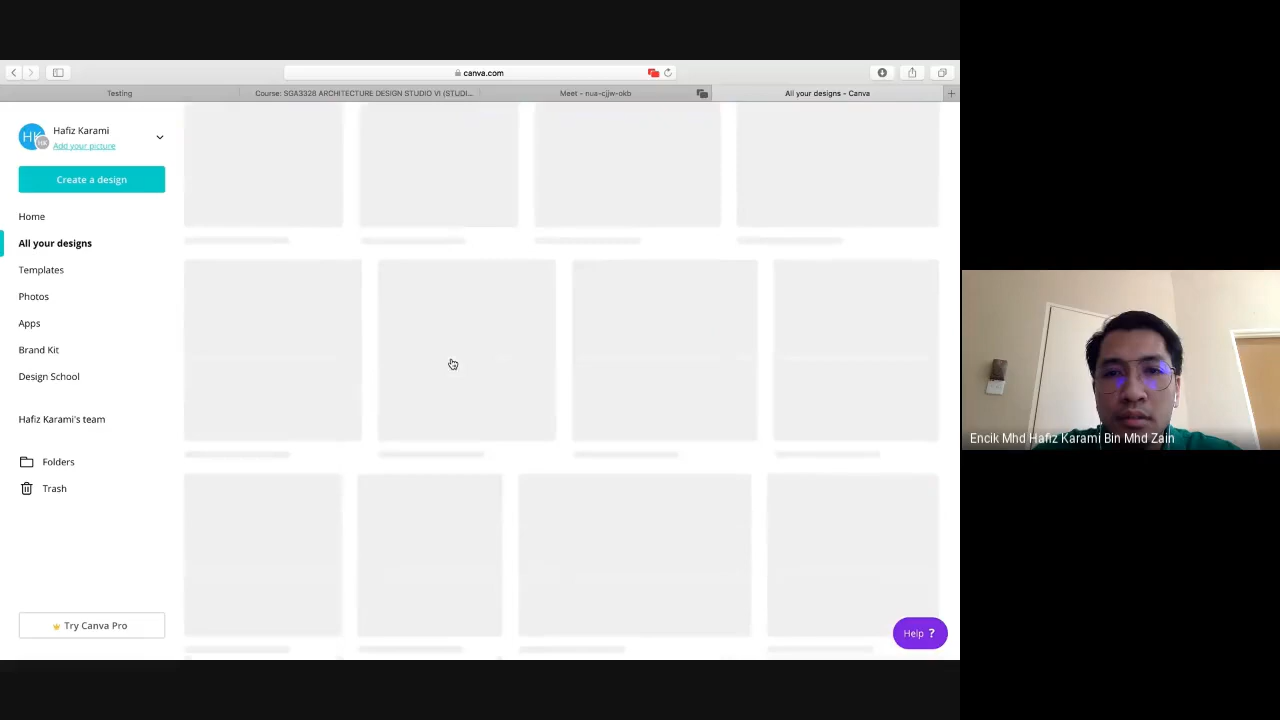 canva.com
Testing
Course: SGA3328 ARCHITECTURE DESIGN STUDIO VI (STUDI...
Meet - nua-cjjw-okb
All your designs - Canva
HK
HK
Hafiz Karami
Add your picture
Create a design
Home
All your designs
Templates
Photos
Apps
Brand Kit
Design School
Hafiz Karami's team
Folders
Trash
Try Canva Pro
Help ?
Encik Mhd Hafiz Karami Bin Mhd Zain